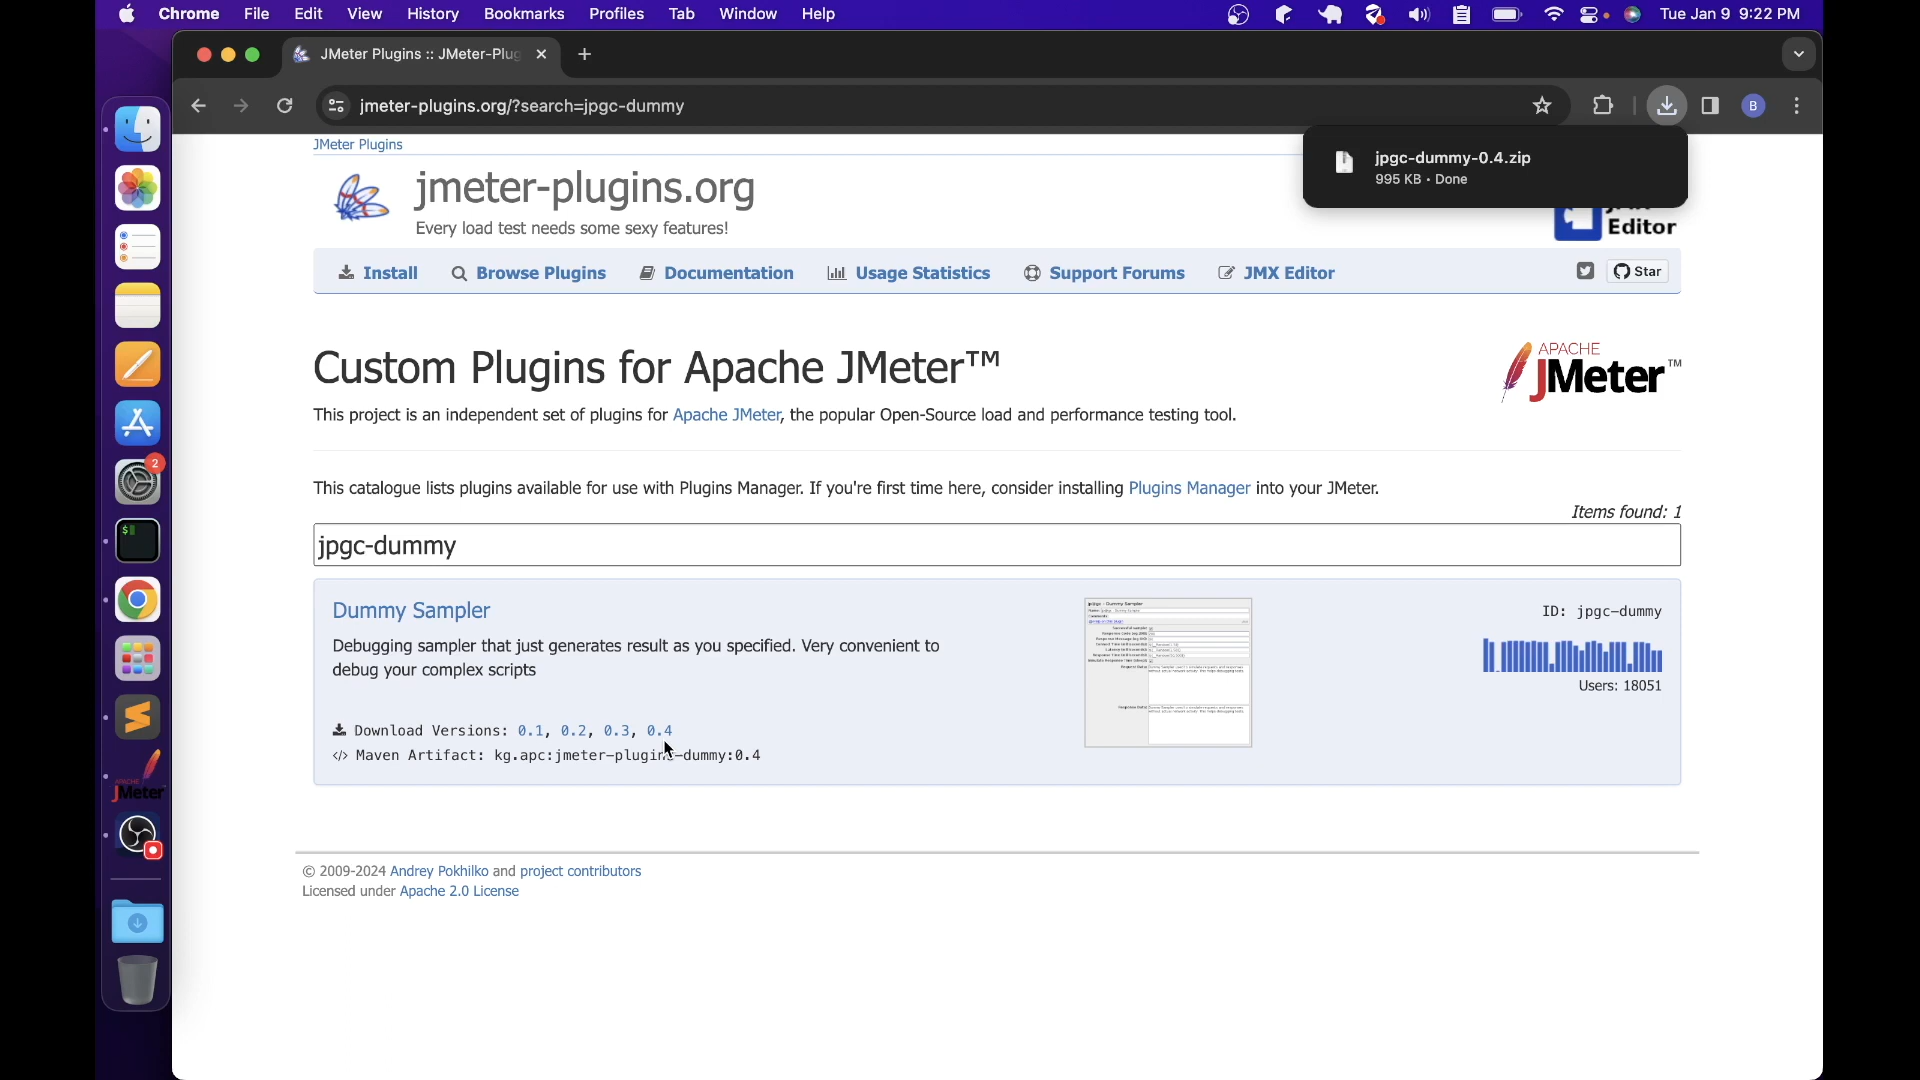 Chrome File Edit View History Bookmarks Profiles Tab Window Help Tue Jan 9 9:22 PM
JMeter Plugins :: JMeter-Plug
jmeter-plugins.org/?search=jpgc-dummy B
JMeter Plugins
jpgc-dummy-0.4.zip
995 KB • Done
jmeter-plugins.org
Every load test needs some sexy features!
Editor
Install Browse Plugins Documentation Usage Statistics Support Forums JMX Editor Star
Custom Plugins for Apache JMeter™
APACHE
JMeter™
This project is an independent set of plugins for Apache JMeter, the popular Open-Source load and performance testing tool.
This catalogue lists plugins available for use with Plugins Manager. If you're first time here, consider installing Plugins Manager into your JMeter.
Items found: 1
jpgc-dummy
Dummy Sampler
ID: jpgc-dummy
Debugging sampler that just generates result as you specified. Very convenient to
debug your complex scripts
Users: 18051
Download Versions: 0.1, 0.2, 0.3, 0.4
</> Maven Artifact: kg.apc:jmeter-plugins-dummy:0.4
© 2009-2024 Andrey Pokhilko and project contributors
Licensed under Apache 2.0 License
2
$
APACHE
JMeter